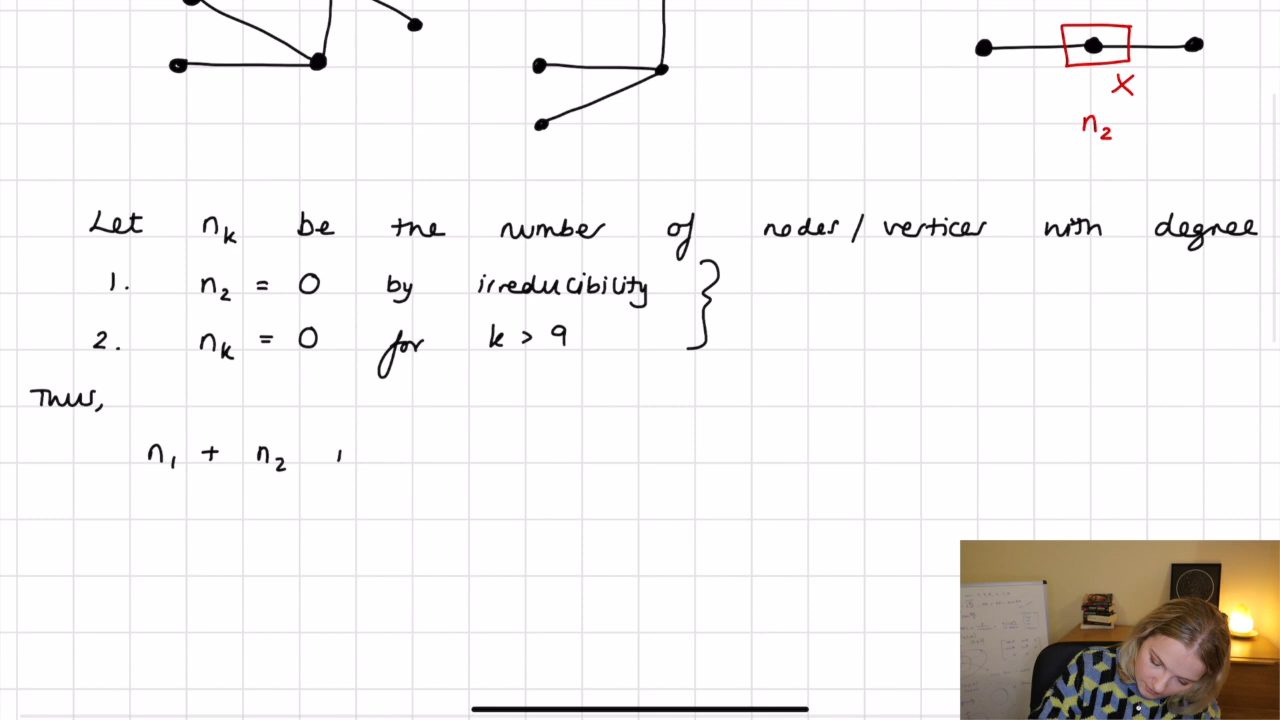 X
n₂
Let nₖ be the number of nodes / vertices with degree
1. n₂ = 0 by irreducibility
2. nₖ = 0 for k > 9
Thus,
n₁ + n₂